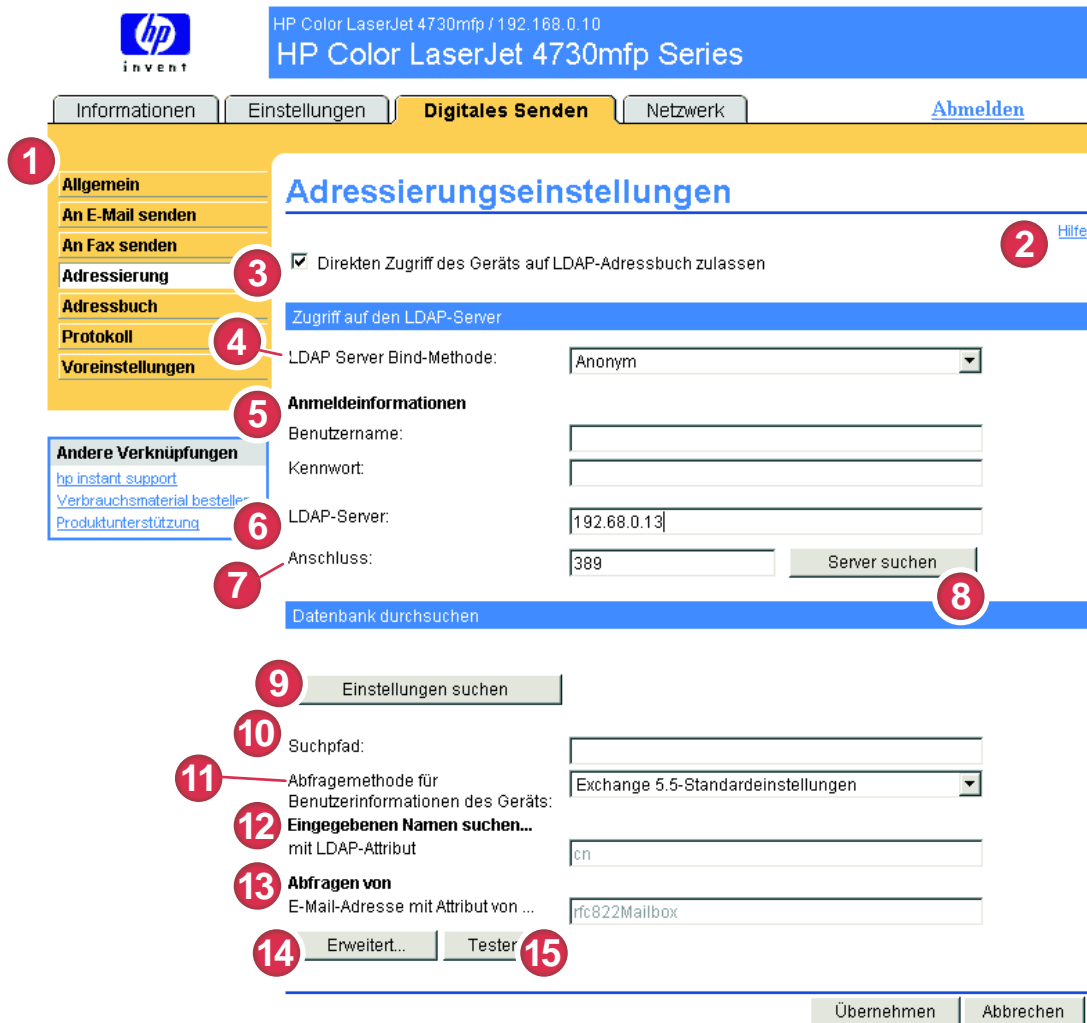 hp
invent
HP Color LaserJet 4730mfp / 192.168.0.10
HP Color LaserJet 4730mfp Series
Informationen Einstellungen Digitales Senden Netzwerk Abmelden
1
Allgemein
An E-Mail senden
An Fax senden
Adressierung
Adressbuch
Protokoll
Voreinstellungen
Andere Verknüpfungen
hp instant support
Verbrauchsmaterial bestellen
Produktunterstützung
Adressierungseinstellungen
2 Hilfe
3 Direkten Zugriff des Geräts auf LDAP-Adressbuch zulassen
Zugriff auf den LDAP-Server
4 LDAP Server Bind-Methode: Anonym
5 Anmeldeinformationen
Benutzername:
Kennwort:
6 LDAP-Server: 192.68.0.13
7 Anschluss: 389 Server suchen
8
Datenbank durchsuchen
9 Einstellungen suchen
10 Suchpfad:
11 Abfragemethode für Exchange 5.5-Standardeinstellungen
Benutzerinformationen des Geräts:
12 Eingegebenen Namen suchen...
mit LDAP-Attribut cn
13 Abfragen von
E-Mail-Adresse mit Attribut von ... rfc822Mailbox
14 Erweitert... Tester 15
Übernehmen Abbrechen